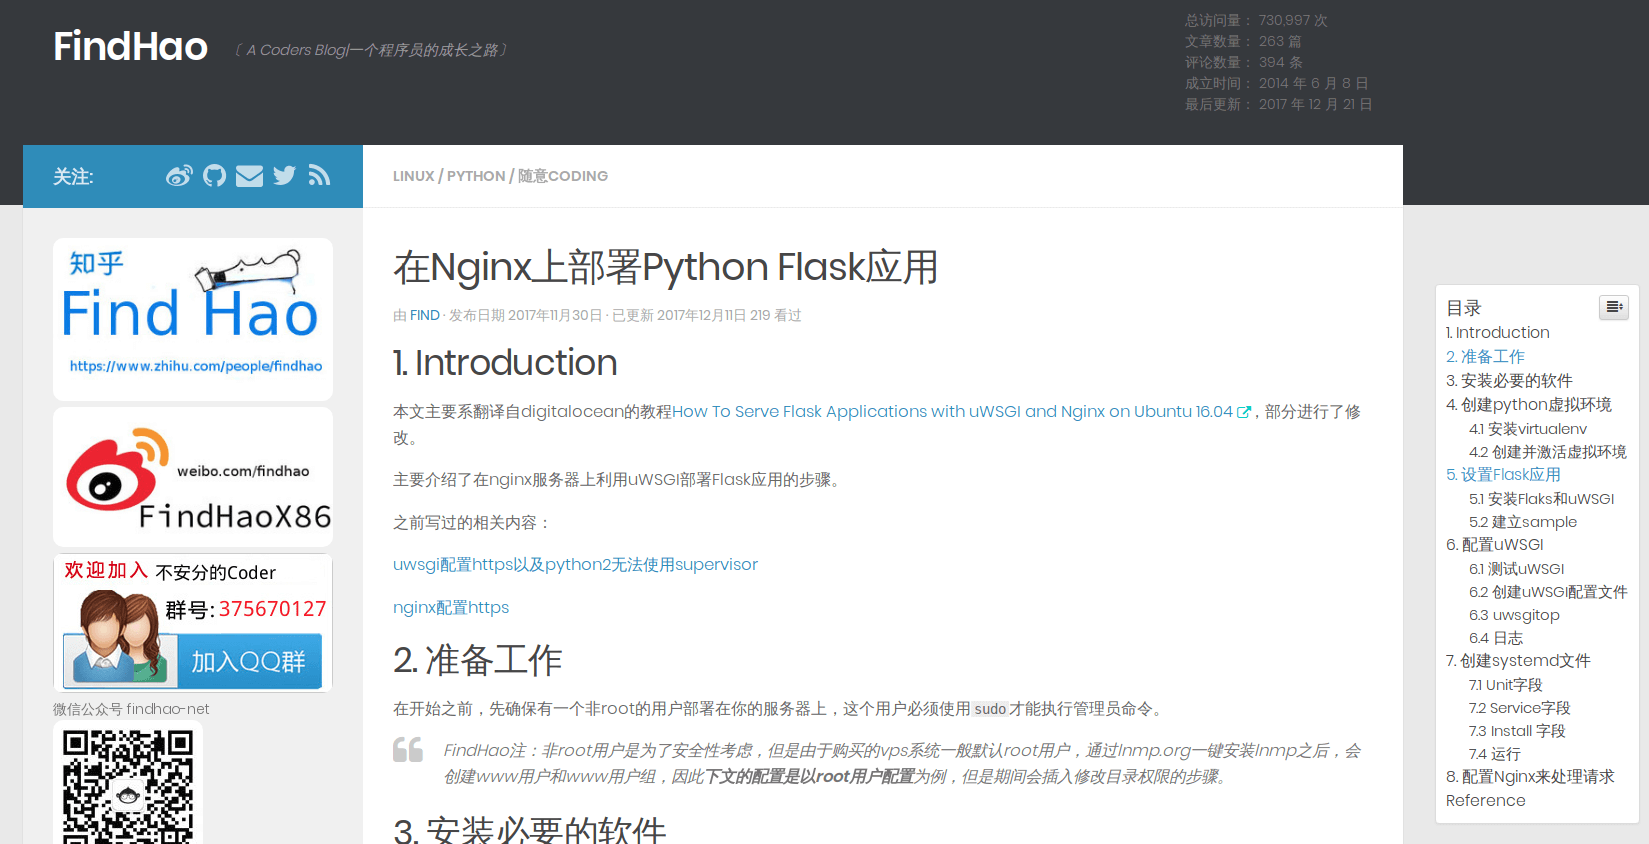 FindHao
〔 A Coders Blog|一个程序员的成长之路〕
总访问量： 730,997 次
文章数量： 263 篇
评论数量： 394 条
成立时间： 2014 年 6 月 8 日
最后更新： 2017 年 12 月 21 日
关注:
知乎
Find Hao
https://www.zhihu.com/people/findhao
weibo.com/findhao
FindHaoX86
欢迎加入 不安分的Coder
群号:375670127
加入QQ群
微信公众号 findhao-net
LINUX / PYTHON / 随意CODING
在Nginx上部署Python Flask应用
由 FIND · 发布日期 2017年11月30日 · 已更新 2017年12月11日 219 看过
1. Introduction
本文主要系翻译自digitalocean的教程How To Serve Flask Applications with uWSGI and Nginx on Ubuntu 16.04，部分进行了修
改。
主要介绍了在nginx服务器上利用uWSGI部署Flask应用的步骤。
之前写过的相关内容：
uwsgi配置https以及python2无法使用supervisor
nginx配置https
2. 准备工作
在开始之前，先确保有一个非root的用户部署在你的服务器上，这个用户必须使用sudo才能执行管理员命令。
FindHao注：非root用户是为了安全性考虑，但是由于购买的vps系统一般默认root用户，通过lnmp.org一键安装lnmp之后，会
创建www用户和www用户组，因此下文的配置是以root用户配置为例，但是期间会插入修改目录权限的步骤。
3. 安装必要的软件
目录
1. Introduction
2. 准备工作
3. 安装必要的软件
4. 创建python虚拟环境
4.1 安装virtualenv
4.2 创建并激活虚拟环境
5. 设置Flask应用
5.1 安装Flaks和uWSGI
5.2 建立sample
6. 配置uWSGI
6.1 测试uWSGI
6.2 创建uWSGI配置文件
6.3 uwsgitop
6.4 日志
7. 创建systemd文件
7.1 Unit字段
7.2 Service字段
7.3 Install 字段
7.4 运行
8. 配置Nginx来处理请求
Reference